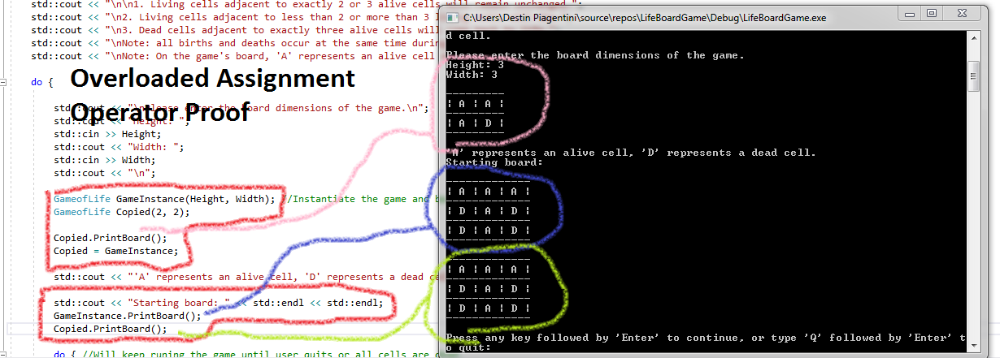 std::cout << "\n\n1. Living cells adjacent to exactly 2 or 3 alive cells will remain unchanged.";
std::cout << "\n2. Living cells adjacent to less than 2 or more than 3 l
std::cout << "\n3. Dead cells adjacent to exactly three alive cells will
std::cout << "\nNote: all births and deaths occur at the same time durin
std::cout << "\nNote: On the game's board, 'A' represents an alive cell
do {
Overloaded Assignment
Operator Proof
std::cout << "\nPlease enter the board dimensions of the game.\n";
std::cout << "Height: ";
std::cin >> Height;
std::cout << "Width: ";
std::cin >> Width;
std::cout << "\n";
GameofLife GameInstance(Height, Width); //Instantiate the game and b
GameofLife Copied(2, 2);
Copied.PrintBoard();
Copied = GameInstance;
std::cout << "'A' represents an alive cell, 'D' represents a dead ce
std::cout << "Starting board: " << std::endl << std::endl;
GameInstance.PrintBoard();
Copied.PrintBoard();
do { //Will keep runing the game until user quits or all cells are d
C:\Users\Destin Piagentini\source\repos\LifeBoardGame\Debug\LifeBoardGame.exe
d cell.
Please enter the board dimensions of the game.
Height: 3
Width: 3
----------
¦ A ¦ A ¦
----------
¦ A ¦ D ¦
----------
'A' represents an alive cell, 'D' represents a dead cell.
Starting board:
--------------
¦ A ¦ A ¦ A ¦
--------------
¦ D ¦ A ¦ D ¦
--------------
¦ D ¦ A ¦ D ¦
--------------
--------------
¦ A ¦ A ¦ A ¦
--------------
¦ D ¦ A ¦ D ¦
--------------
¦ D ¦ A ¦ D ¦
--------------
Press any key followed by 'Enter' to continue, or type 'Q' followed by 'Enter' t
o quit: